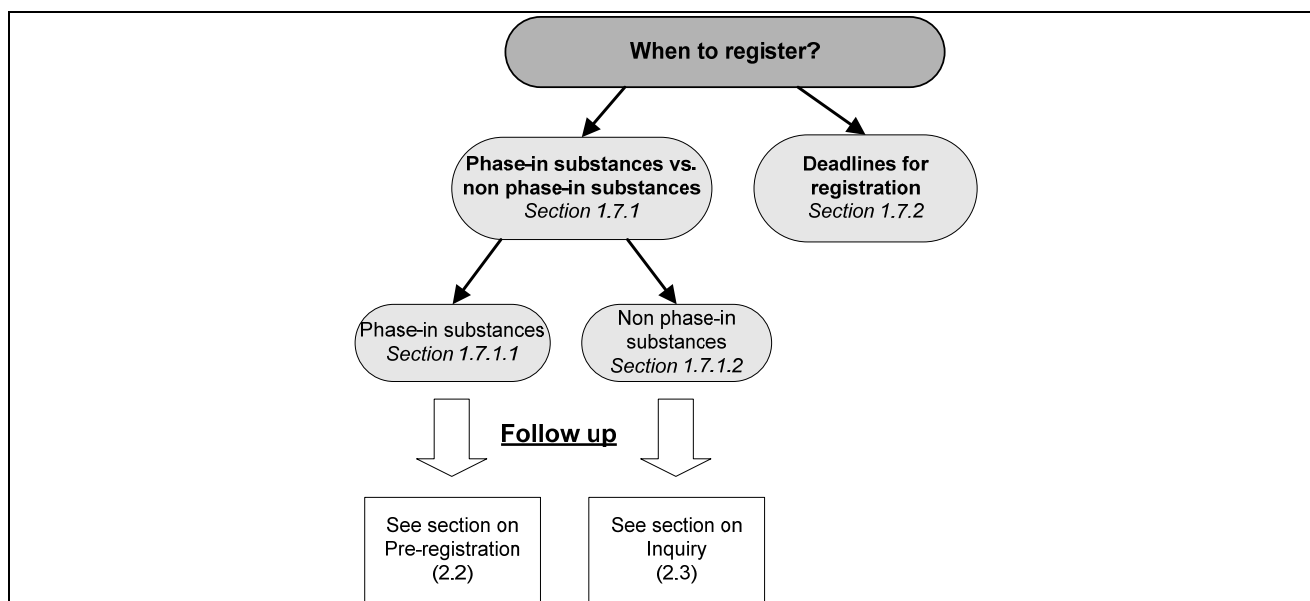 When to register?
Phase-in substances vs.
non phase-in substances
Section 1.7.1
Deadlines for
registration
Section 1.7.2
Phase-in substances
Section 1.7.1.1
Non phase-in
substances
Section 1.7.1.2
Follow up
See section on
Pre-registration
(2.2)
See section on
Inquiry
(2.3)